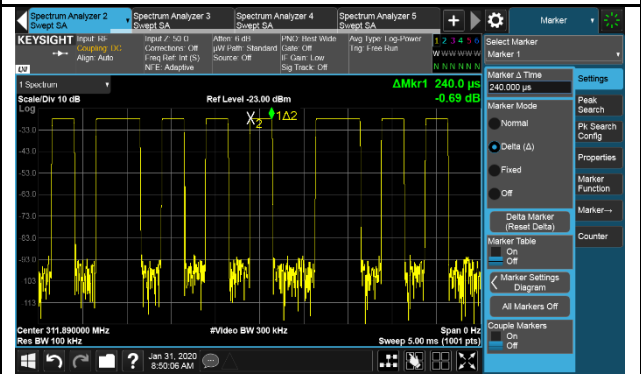 Spectrum Analyzer 2
Swept SA
Spectrum Analyzer 3
Swept SA
Spectrum Analyzer 4
Swept SA
Spectrum Analyzer 5
Swept SA
+
Marker
KEYSIGHT
Input: RF
Coupling: DC
Align: Auto
Input Z: 50 Ω
Corrections: Off
Freq Ref: Int (S)
NFE: Adaptive
Atten: 6 dB
µW Path: Standard
Source: Off
PNO: Best Wide
Gate: Off
IF Gain: Low
Sig Track: Off
Avg Type: Log-Power
Trig: Free Run
1 2 3 4 5 6
W W W W W W
N N N N N N
LXI
Select Marker
Marker 1
1 Spectrum
Scale/Div 10 dB
Log
Ref Level -23.00 dBm
ΔMkr1 240.0 µs
-0.69 dB
X2
1Δ2
-33.0
-43.0
-53.0
-63.0
-73.0
-83.0
-93.0
-103
-113
Center 311.890000 MHz
Res BW 100 kHz
#Video BW 300 kHz
Span 0 Hz
Sweep 5.00 ms (1001 pts)
Marker Δ Time
240.000 µs
Marker Mode
Normal
Delta (Δ)
Fixed
Off
Delta Marker
(Reset Delta)
Marker Table
On
Off
Marker Settings
Diagram
All Markers Off
Couple Markers
On
Off
Settings
Peak
Search
Pk Search
Config
Properties
Marker
Function
Marker→
Counter
?
Jan 31, 2020
8:50:06 AM